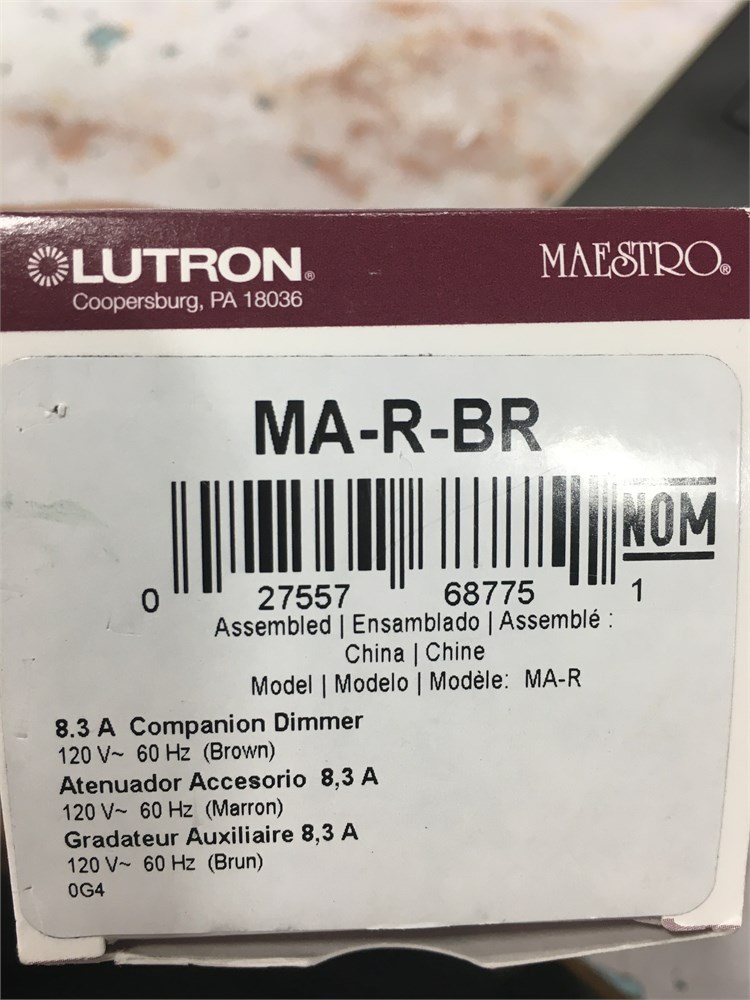 LUTRON®
Coopersburg, PA 18036
MAESTRO®
MA-R-BR
NOM
0 27557 68775 1
Assembled | Ensamblado | Assemblé :
China | Chine
Model | Modelo | Modèle: MA-R
8.3 A Companion Dimmer
120 V~ 60 Hz (Brown)
Atenuador Accesorio 8,3 A
120 V~ 60 Hz (Marron)
Gradateur Auxiliaire 8,3 A
120 V~ 60 Hz (Brun)
0G4